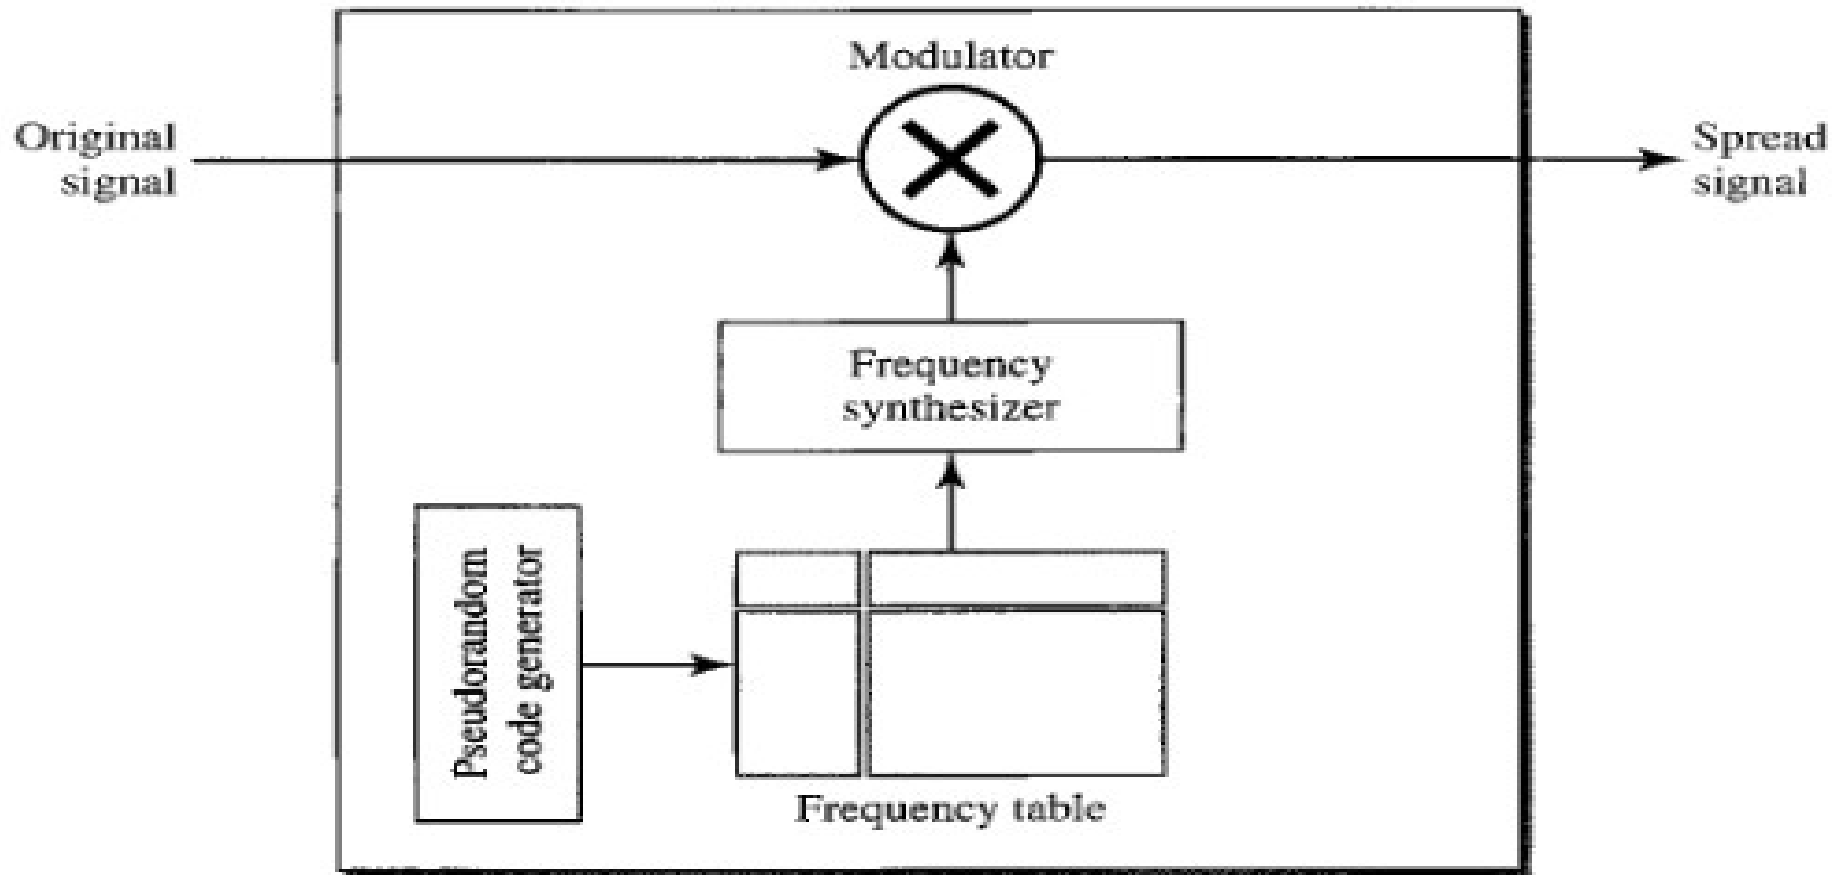 Modulator
Original
signal
Spread
signal
Frequency
synthesizer
Pseudorandom
code generator
Frequency table